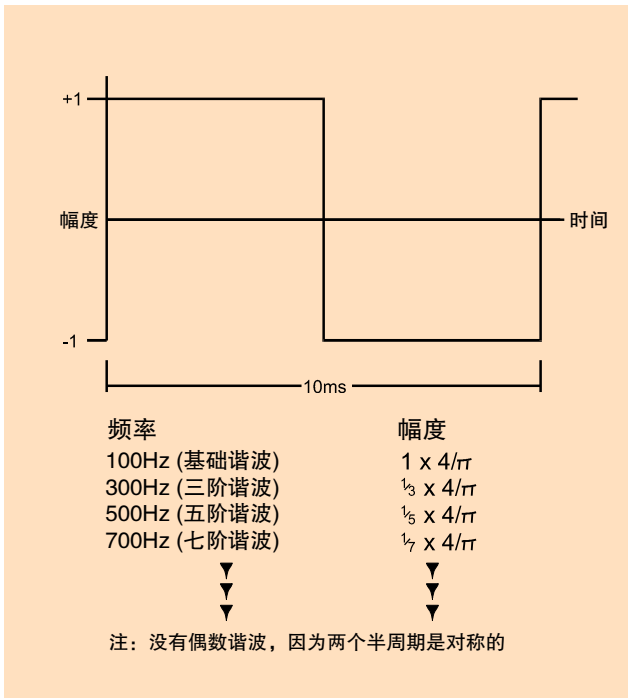 +1
幅度
时间
-1
10ms
频率 幅度
100Hz (基础谐波) 1 x 4/π
300Hz (三阶谐波) ⅓ x 4/π
500Hz (五阶谐波) ⅕ x 4/π
700Hz (七阶谐波) ⅐ x 4/π
注：没有偶数谐波，因为两个半周期是对称的